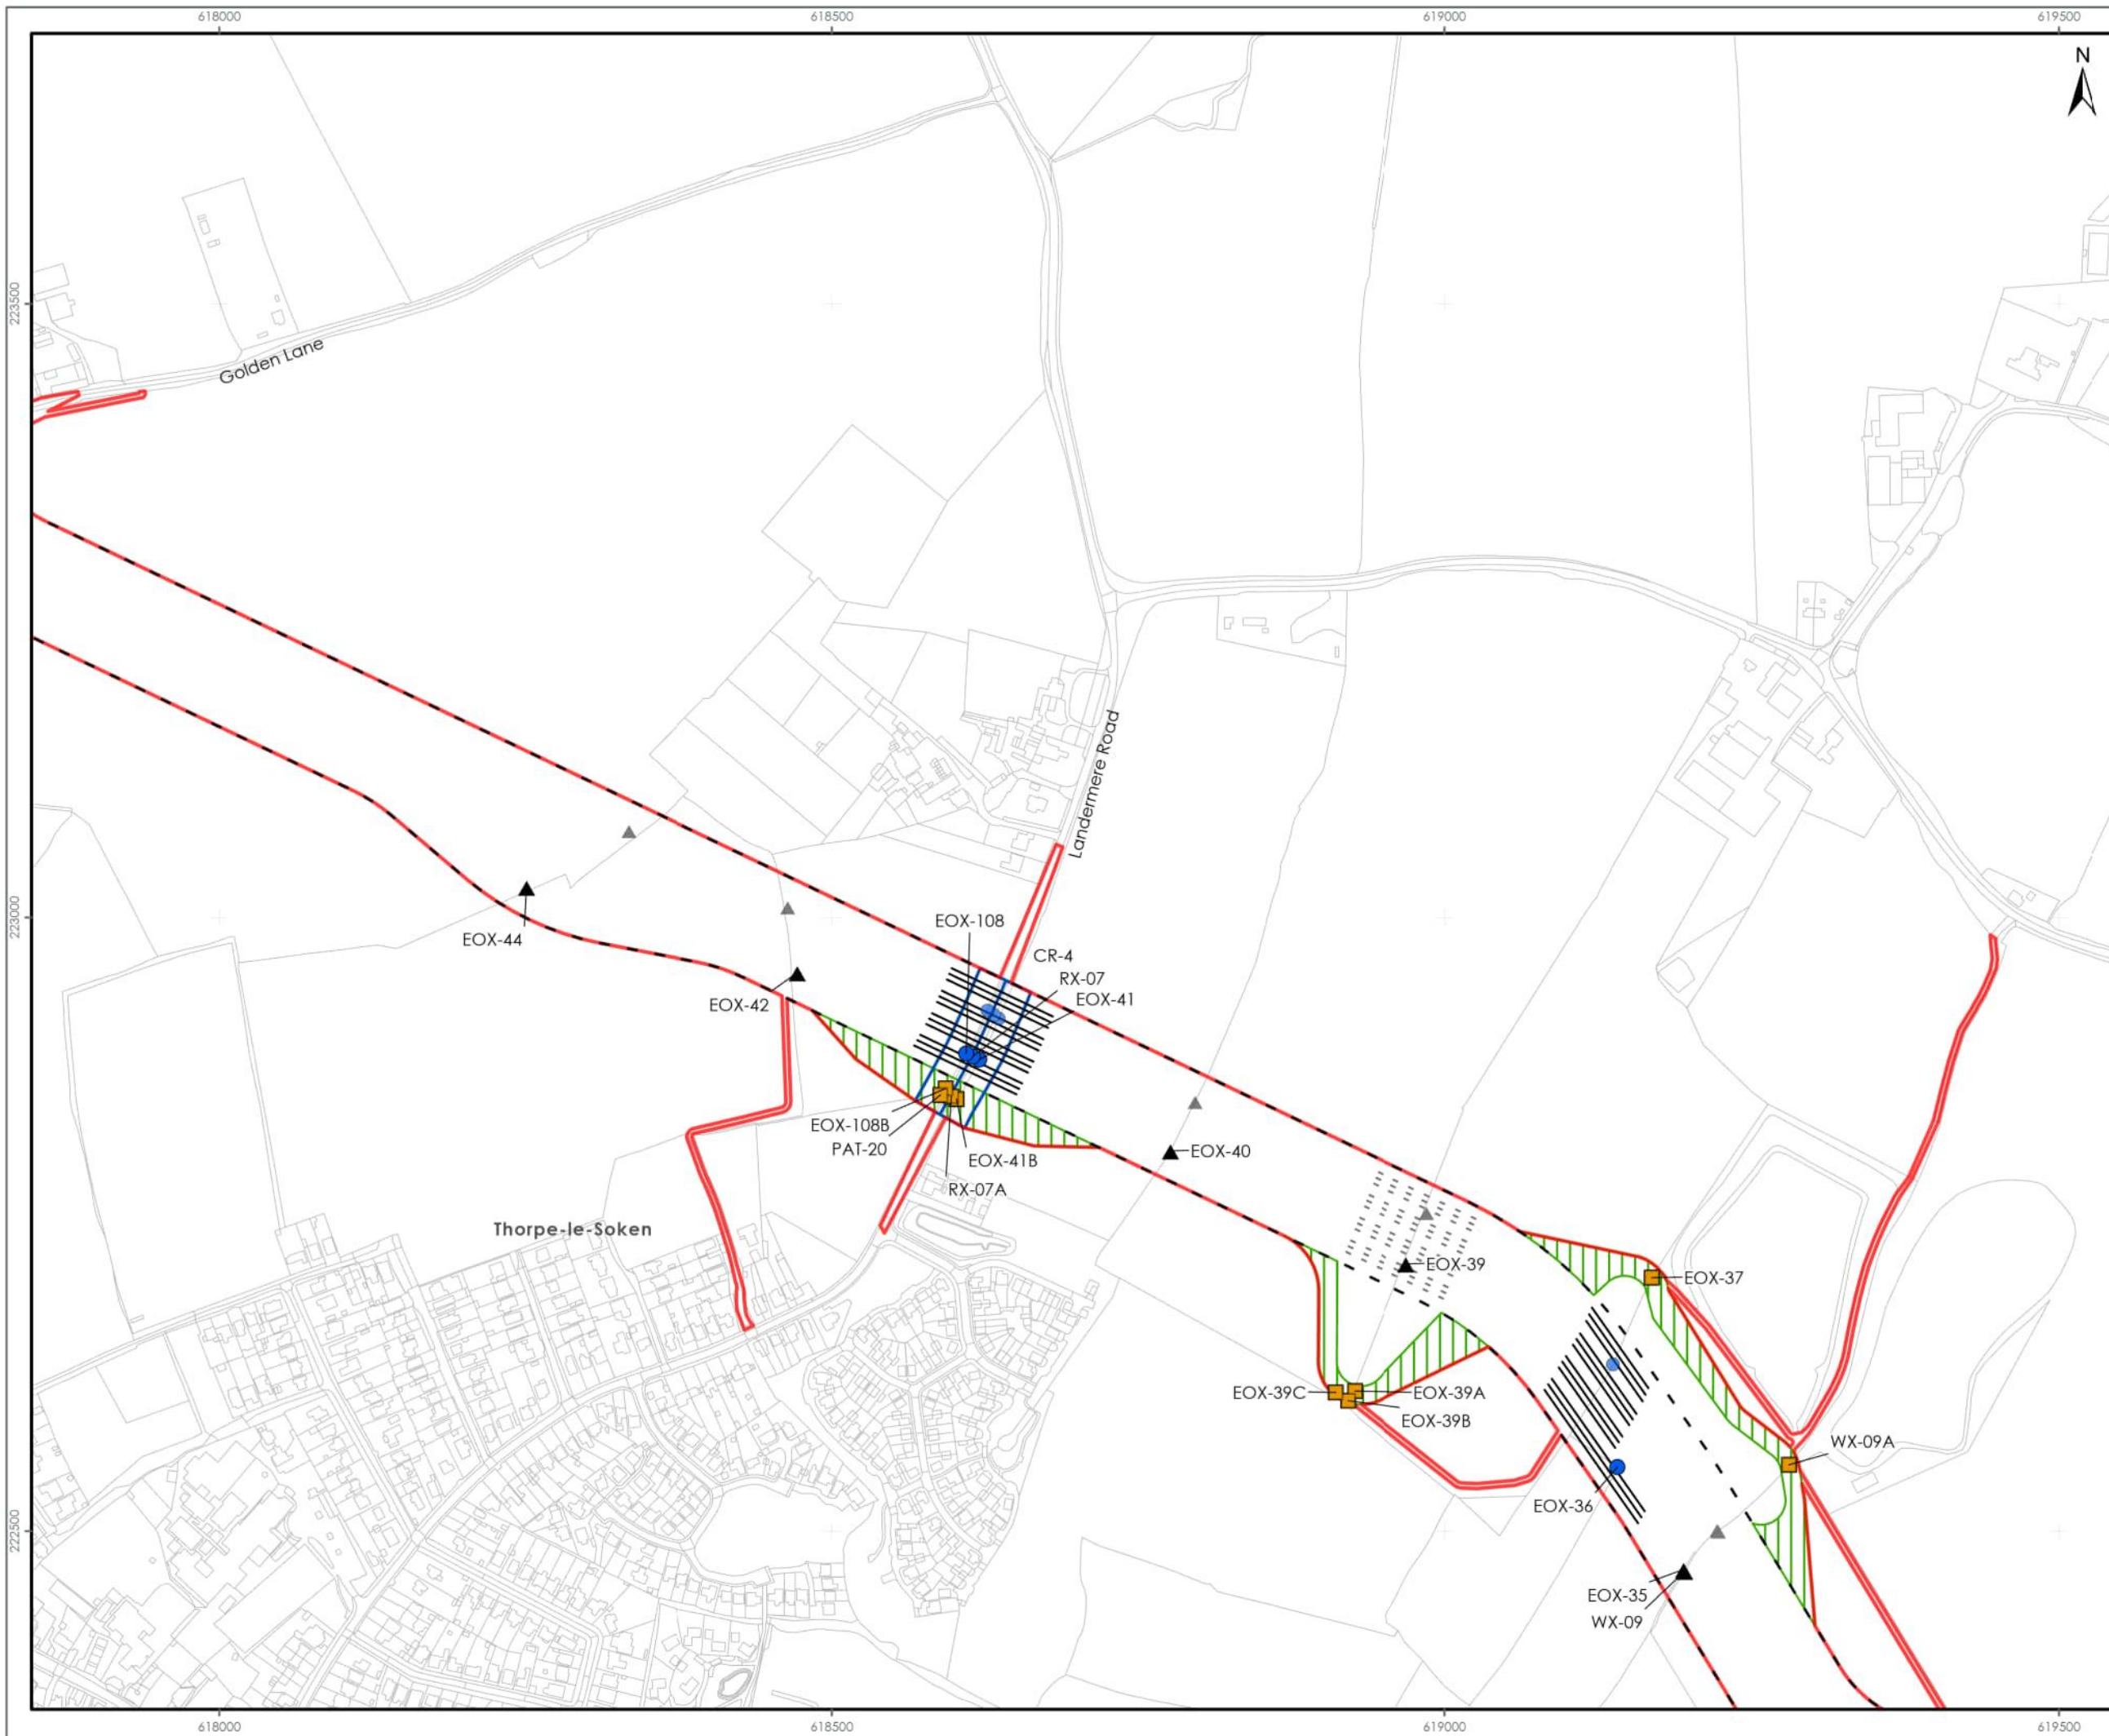 618000
618500
619000
619500
N
223500
Golden Lane
Landermere Road
223000
EOX-108
EOX-44
CR-4
RX-07
EOX-42
EOX-41
EOX-108B
PAT-20
EOX-41B
EOX-40
RX-07A
Thorpe-le-Soken
EOX-39
EOX-37
EOX-39C
EOX-39A
EOX-39B
WX-09A
EOX-36
222500
EOX-35
WX-09
618000
618500
619000
619500